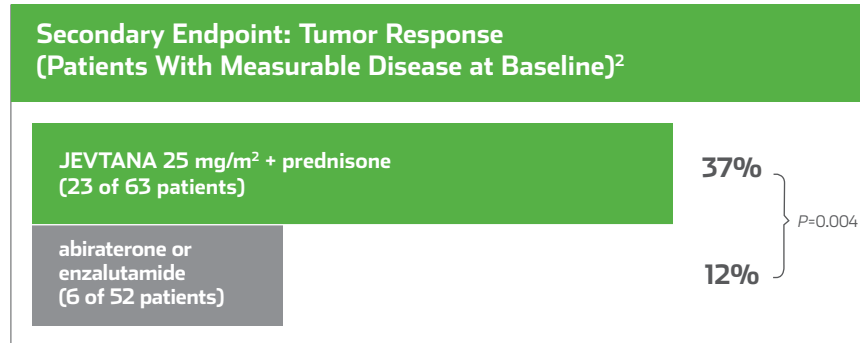 Secondary Endpoint: Tumor Response
(Patients With Measurable Disease at Baseline)²
JEVTANA 25 mg/m² + prednisone
(23 of 63 patients)
37%
P=0.004
abiraterone or
enzalutamide
(6 of 52 patients)
12%